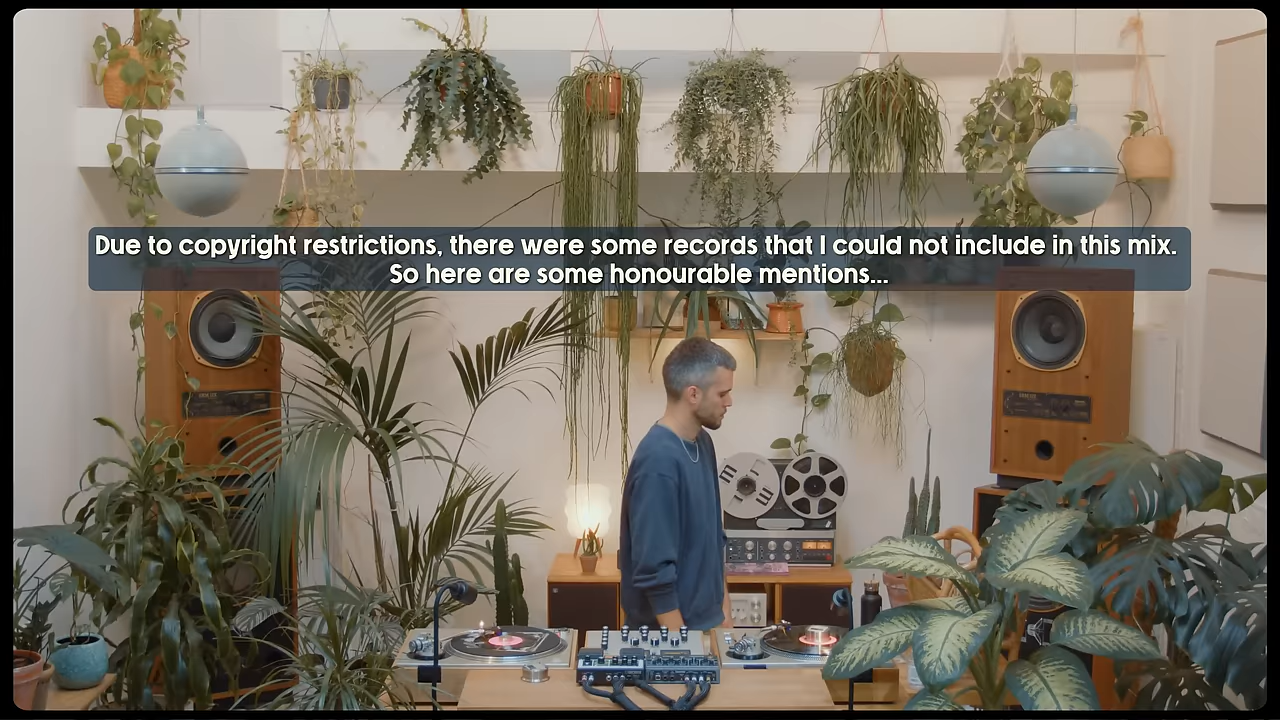 Due to copyright restrictions, there were some records that I could not include in this mix.
So here are some honourable mentions...